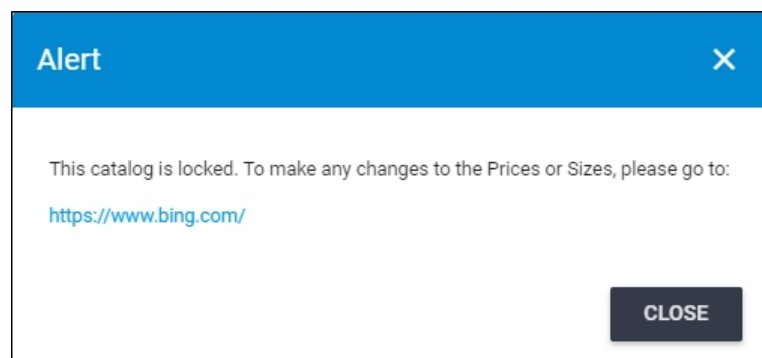 Alert
This catalog is locked. To make any changes to the Prices or Sizes, please go to:
https://www.bing.com/
CLOSE